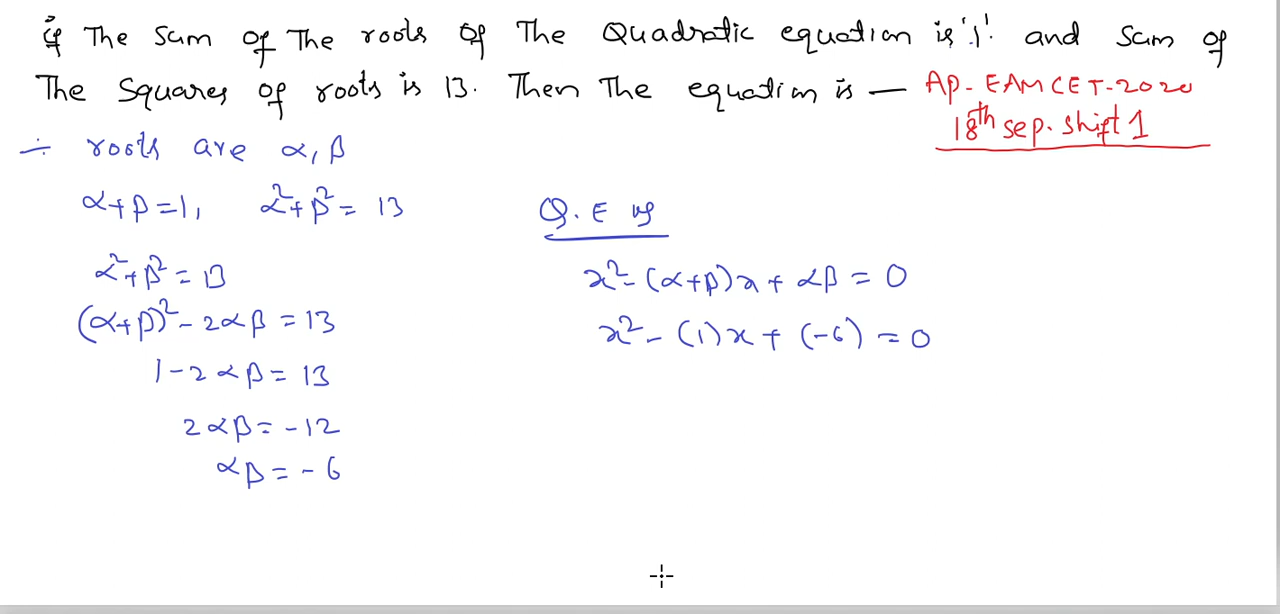 if The Sum of The roots of The Quadratic equation is '1' and Sum of
The Squares of roots is 13. Then The equation is — AP-EAMCET-2020
18th sep. shift 1
∴ roots are α, β
α+β=1, α²+β²= 13
Q.E is
α²+β²=13
x²-(α+β)x+αβ=0
(α+β)²-2αβ=13
x²-(1)x+(-6)=0
1-2αβ=13
2αβ=-12
αβ=-6